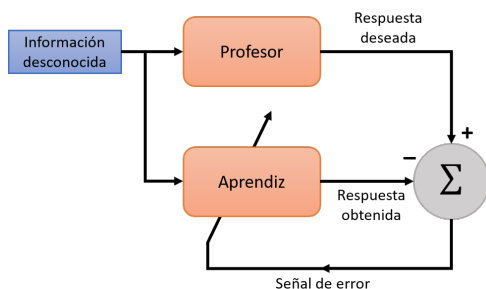 Información
desconocida
Profesor
Respuesta
deseada
+
−
Σ
Aprendiz
Respuesta
obtenida
Señal de error